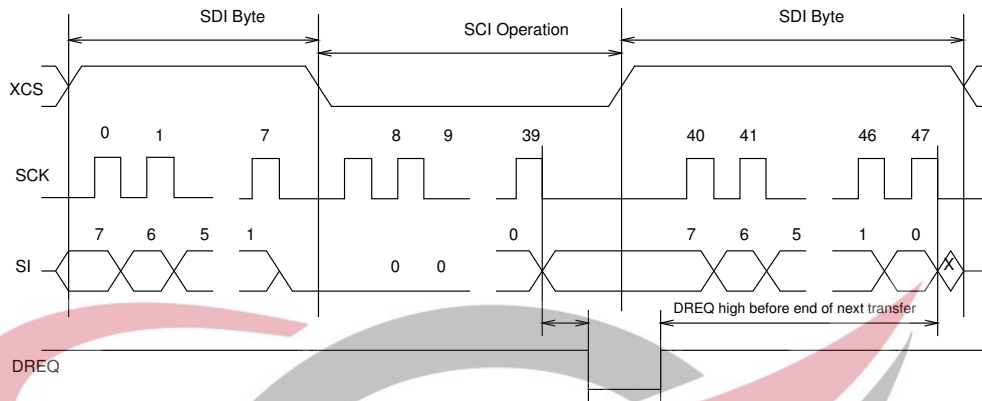 SDI Byte
SCI Operation
SDI Byte
XCS
0 1 7 8 9 39 40 41 46 47
SCK
7 6 5 1 0 7 6 5 1 0
SI
0 0
X
DREQ high before end of next transfer
DREQ